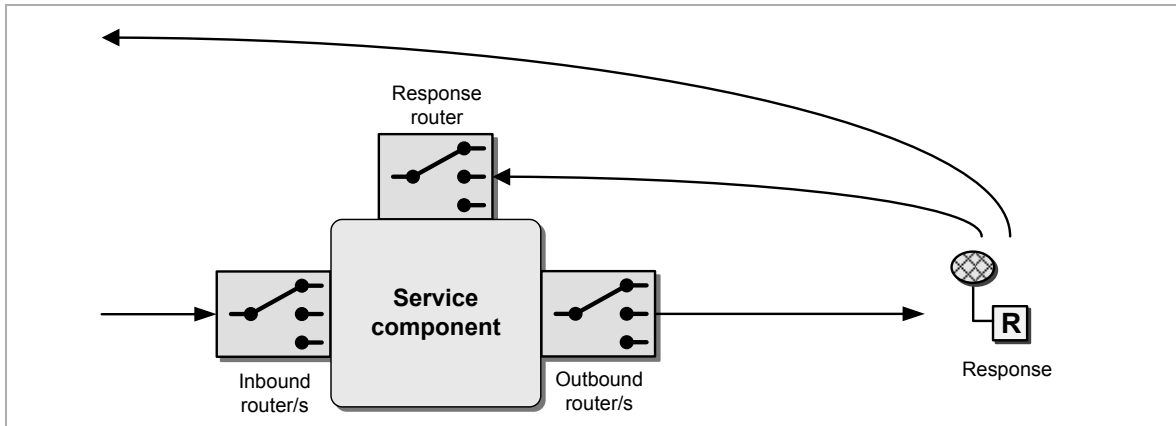 Response
router
Service
component
Inbound
router/s
Outbound
router/s
R
Response